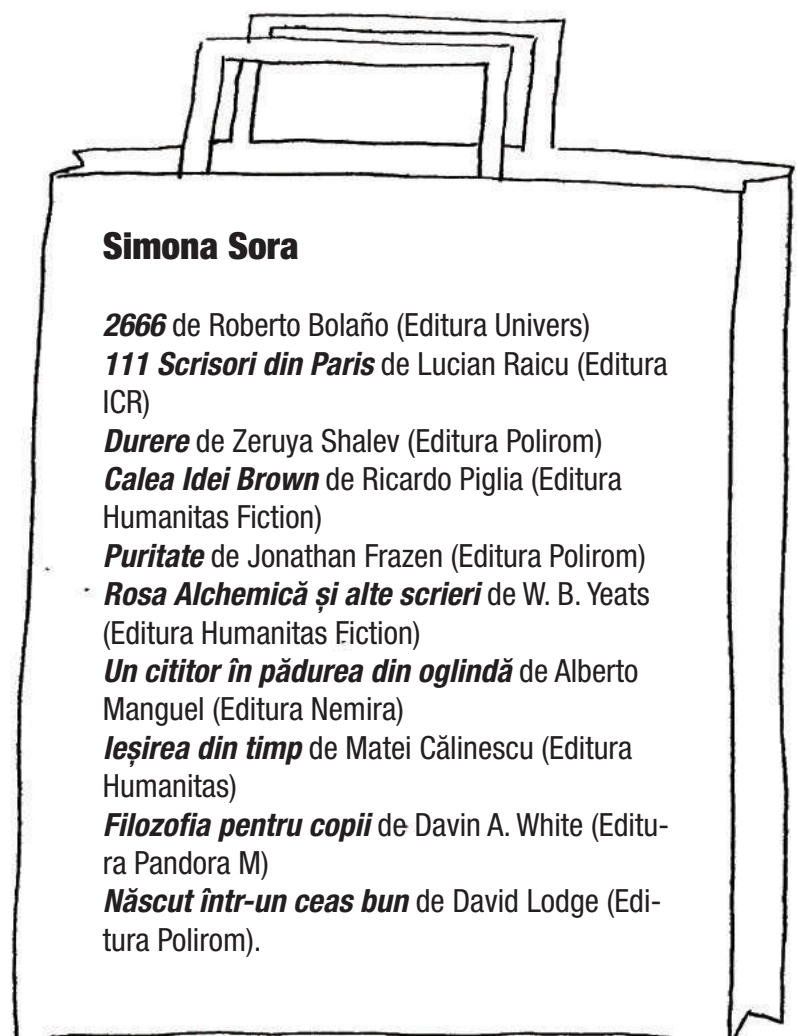 Simona Sora
2666 de Roberto Bolaño (Editura Univers)
111 Scrisori din Paris de Lucian Raicu (Editura
ICR)
Durere de Zeruya Shalev (Editura Polirom)
Calea Idei Brown de Ricardo Piglia (Editura
Humanitas Fiction)
Puritate de Jonathan Frazen (Editura Polirom)
Rosa Alchemică și alte scrieri de W. B. Yeats
(Editura Humanitas Fiction)
Un cititor în pădurea din oglindă de Alberto
Manguel (Editura Nemira)
Ieșirea din timp de Matei Călinescu (Editura
Humanitas)
Filozofia pentru copii de Davin A. White (Editu-
ra Pandora M)
Născut într-un ceas bun de David Lodge (Edi-
tura Polirom).